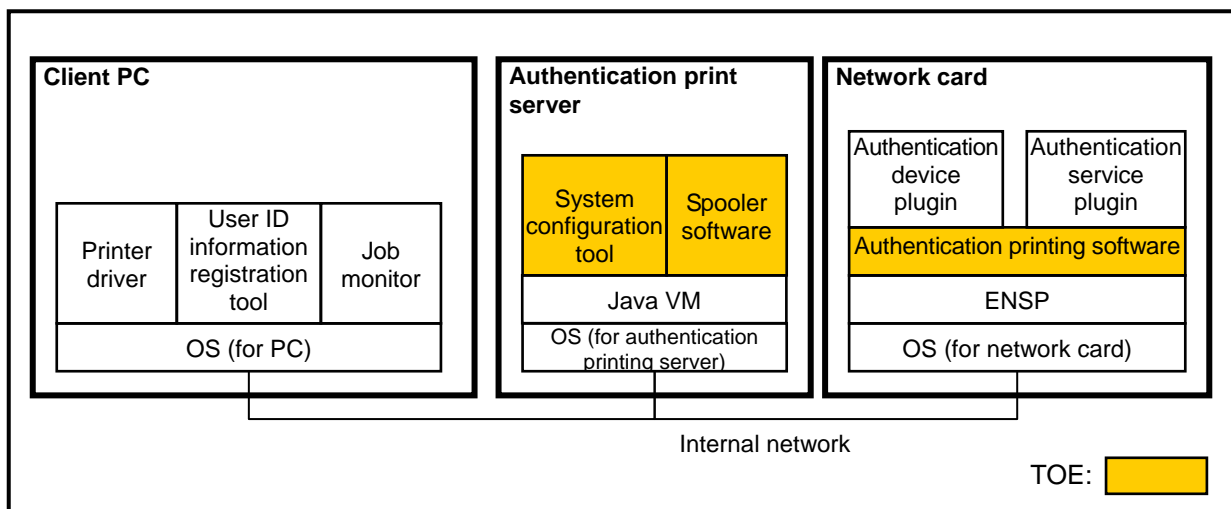 Client PC
Printer
driver
User ID
information
registration
tool
Job
monitor
OS (for PC)
Authentication print
server
System
configuration
tool
Spooler
software
Java VM
OS (for authentication
printing server)
Network card
Authentication
device
plugin
Authentication
service
plugin
Authentication printing software
ENSP
OS (for network card)
Internal network
TOE: